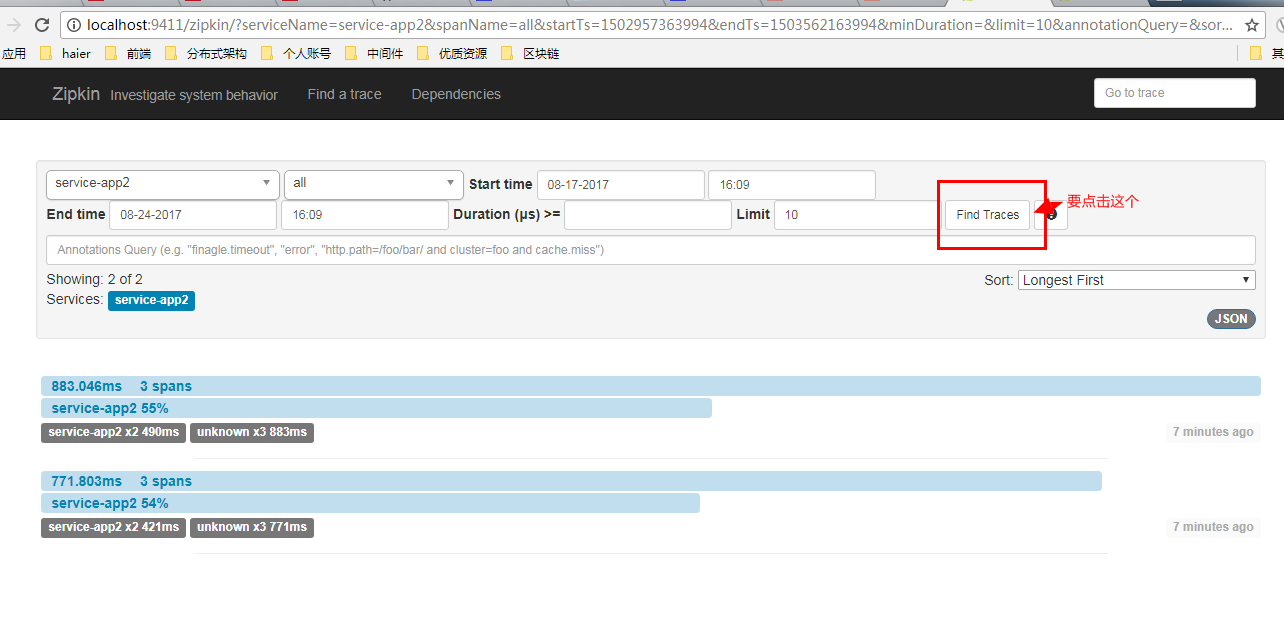 localhost:9411/zipkin/?serviceName=service-app2&spanName=all&startTs=1502957363994&endTs=1503562163994&minDuration=&limit=10&annotationQuery=&sor...
应用 haier 前端 分布式架构 个人账号 中间件 优质资源 区块链 其
Zipkin Investigate system behavior Find a trace Dependencies Go to trace
service-app2 all Start time 08-17-2017 16:09
要点击这个
End time 08-24-2017 16:09 Duration (μs) >= Limit 10 Find Traces
Annotations Query (e.g. "finagle.timeout", "error", "http.path=/foo/bar/ and cluster=foo and cache.miss")
Showing: 2 of 2 Sort: Longest First
Services: service-app2
JSON
883.046ms 3 spans
service-app2 55%
service-app2 x2 490ms unknown x3 883ms 7 minutes ago
771.803ms 3 spans
service-app2 54%
service-app2 x2 421ms unknown x3 771ms 7 minutes ago